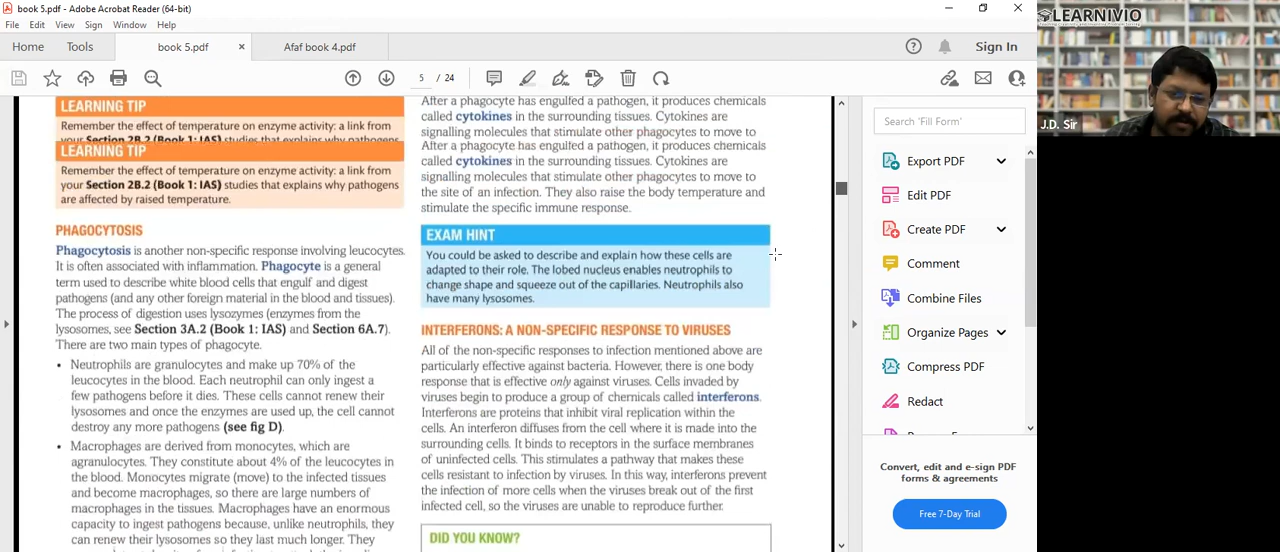 book 5.pdf - Adobe Acrobat Reader (64-bit)
File Edit View Sign Window Help
Home Tools book 5.pdf × Afaf book 4.pdf Sign In
5 / 24
LEARNING TIP
Remember the effect of temperature on enzyme activity: a link from
your Section 2B.2 (Book 1: IAS) studies that explains why pathogens
LEARNING TIP
Remember the effect of temperature on enzyme activity: a link from
your Section 2B.2 (Book 1: IAS) studies that explains why pathogens
are affected by raised temperature.
PHAGOCYTOSIS
Phagocytosis is another non-specific response involving leucocytes.
It is often associated with inflammation. Phagocyte is a general
term used to describe white blood cells that engulf and digest
pathogens (and any other foreign material in the blood and tissues).
The process of digestion uses lysozymes (enzymes from the
lysosomes, see Section 3A.2 (Book 1: IAS) and Section 6A.7).
There are two main types of phagocyte.
• Neutrophils are granulocytes and make up 70% of the
leucocytes in the blood. Each neutrophil can only ingest a
few pathogens before it dies. These cells cannot renew their
lysosomes and once the enzymes are used up, the cell cannot
destroy any more pathogens (see fig D).
• Macrophages are derived from monocytes, which are
agranulocytes. They constitute about 4% of the leucocytes in
the blood. Monocytes migrate (move) to the infected tissues
and become macrophages, so there are large numbers of
macrophages in the tissues. Macrophages have an enormous
capacity to ingest pathogens because, unlike neutrophils, they
can renew their lysosomes so they last much longer. They
After a phagocyte has engulfed a pathogen, it produces chemicals
called cytokines in the surrounding tissues. Cytokines are
signalling molecules that stimulate other phagocytes to move to
After a phagocyte has engulfed a pathogen, it produces chemicals
called cytokines in the surrounding tissues. Cytokines are
signalling molecules that stimulate other phagocytes to move to
the site of an infection. They also raise the body temperature and
stimulate the specific immune response.
EXAM HINT
You could be asked to describe and explain how these cells are
adapted to their role. The lobed nucleus enables neutrophils to
change shape and squeeze out of the capillaries. Neutrophils also
have many lysosomes.
INTERFERONS: A NON-SPECIFIC RESPONSE TO VIRUSES
All of the non-specific responses to infection mentioned above are
particularly effective against bacteria. However, there is one body
response that is effective only against viruses. Cells invaded by
viruses begin to produce a group of chemicals called interferons.
Interferons are proteins that inhibit viral replication within the
cells. An interferon diffuses from the cell where it is made into the
surrounding cells. It binds to receptors in the surface membranes
of uninfected cells. This stimulates a pathway that makes these
cells resistant to infection by viruses. In this way, interferons prevent
the infection of more cells when the viruses break out of the first
infected cell, so the viruses are unable to reproduce further.
DID YOU KNOW?
Search 'Fill Form'
Export PDF
Edit PDF
Create PDF
Comment
Combine Files
Organize Pages
Compress PDF
Redact
Convert, edit and e-sign PDF
forms & agreements
Free 7-Day Trial
LEARNIVIO
J.D. Sir